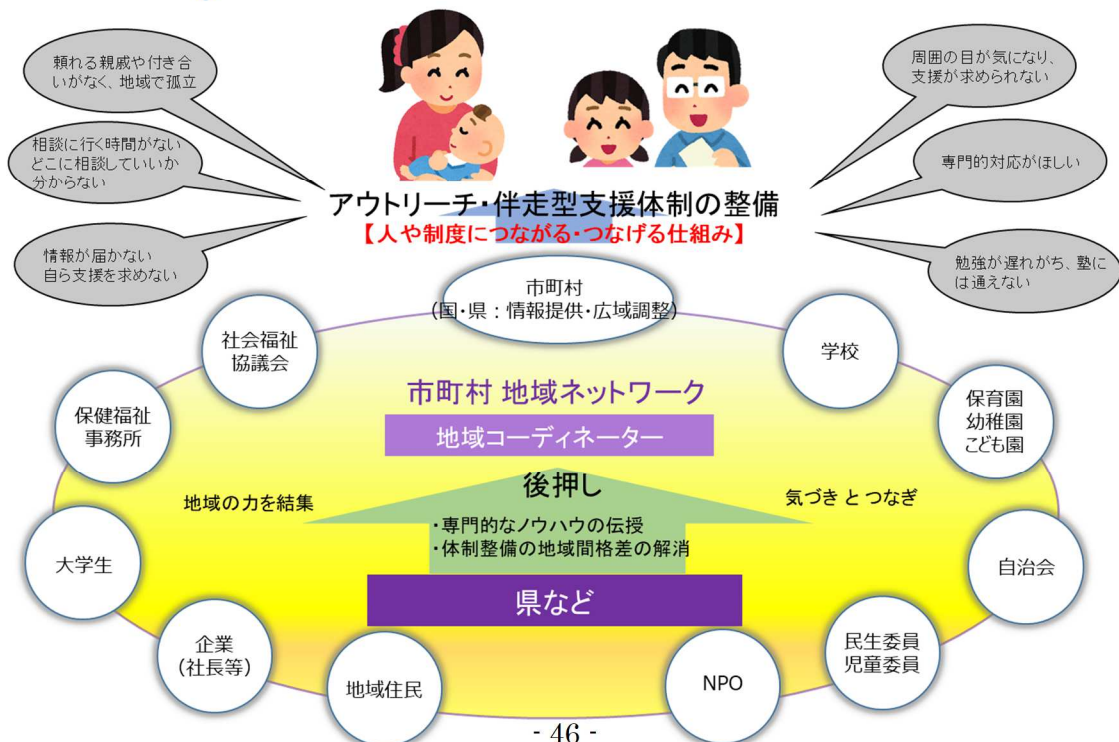 頼れる親戚や付き合
いがなく、地域で孤立
相談に行く時間がない
どこに相談していいか
分からない
情報が届かない
自ら支援を求めない
周囲の目が気になり、
支援が求められない
専門的対応がほしい
勉強が遅れがち、塾に
は通えない
アウトリーチ・伴走型支援体制の整備
【人や制度につながる・つなげる仕組み】
市町村
（国・県：情報提供・広域調整）
社会福祉
協議会
学校
保健福祉
事務所
保育園
幼稚園
こども園
市町村 地域ネットワーク
地域コーディネーター
後押し
地域の力を結集
気づき と つなぎ
・専門的なノウハウの伝授
・体制整備の地域間格差の解消
大学生
自治会
県など
企業
（社長等）
地域住民
NPO
民生委員
児童委員
- 46 -